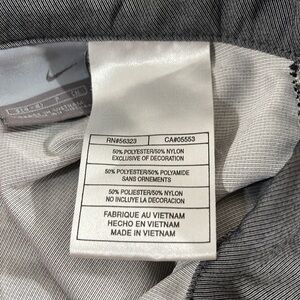 RN#56323 CA#05553
50% POLYESTER/50% NYLON
EXCLUSIVE OF DECORATION
50% POLYESTER/50% POLYAMIDE
SANS ORNEMENTS
50% POLIESTER/50% NYLON
NO INCLUYE LA DECORACION
FABRIQUE AU VIETNAM
HECHO EN VIETNAM
MADE IN VIETNAM